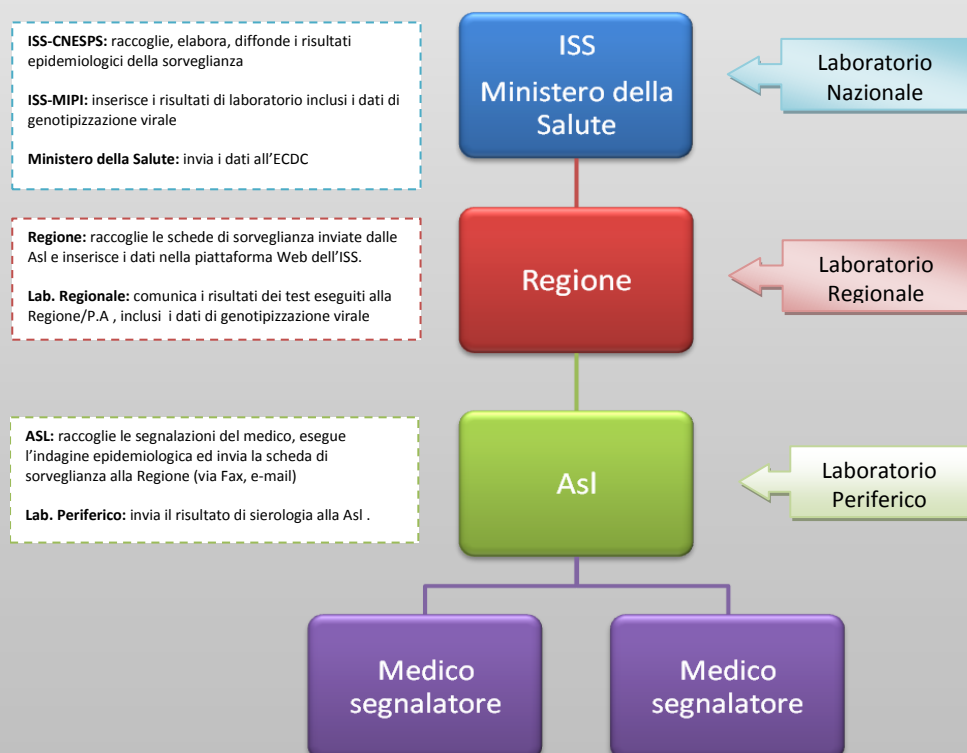 ISS-CNESPS: raccoglie, elabora, diffonde i risultati
epidemiologici della sorveglianza
ISS-MIPI: inserisce i risultati di laboratorio inclusi i dati di
genotipizzazione virale
Ministero della Salute: invia i dati all’ECDC
ISS
Ministero della
Salute
Laboratorio
Nazionale
Regione: raccoglie le schede di sorveglianza inviate dalle
Asl e inserisce i dati nella piattaforma Web dell’ISS.
Lab. Regionale: comunica i risultati dei test eseguiti alla
Regione/P.A , inclusi i dati di genotipizzazione virale
Regione
Laboratorio
Regionale
ASL: raccoglie le segnalazioni del medico, esegue
l’indagine epidemiologica ed invia la scheda di
sorveglianza alla Regione (via Fax, e-mail)
Lab. Periferico: invia il risultato di sierologia alla Asl .
Asl
Laboratorio
Periferico
Medico
segnalatore
Medico
segnalatore